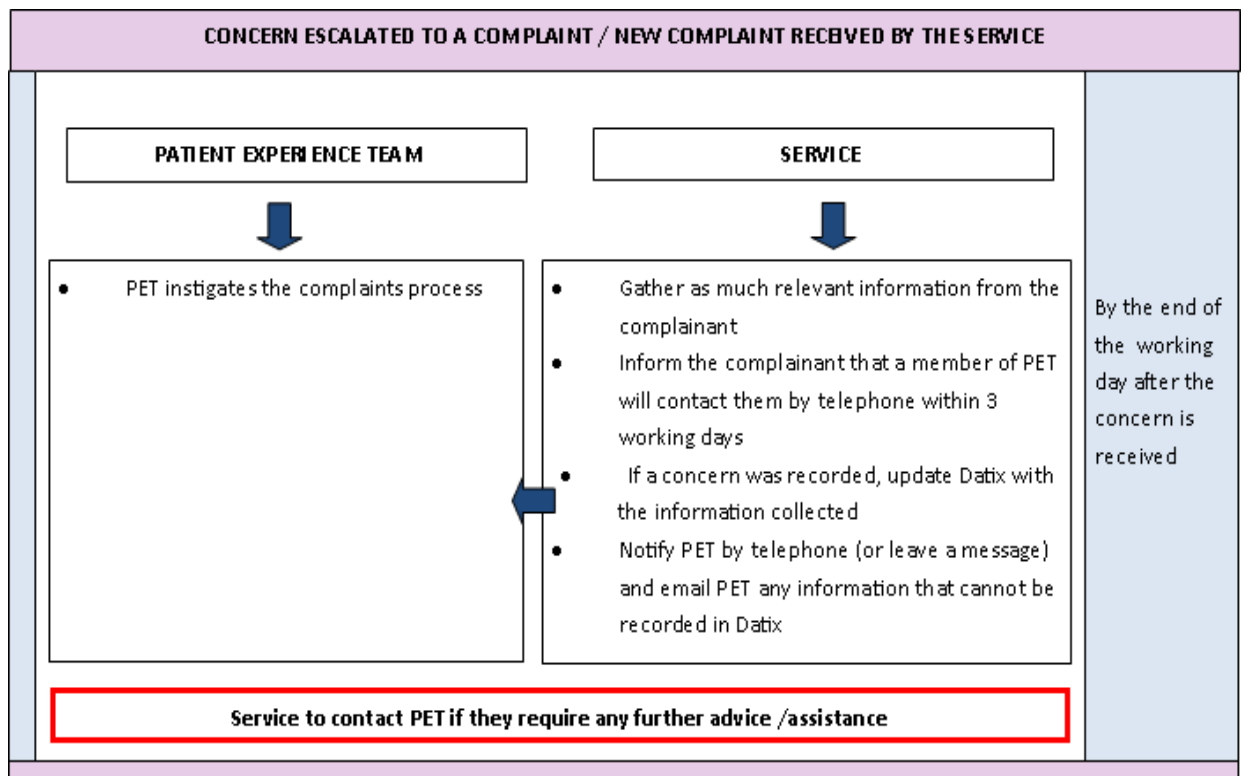 CONCERN ESCALATED TO A COMPLAINT / NEW COMPLAINT RECEIVED BY THE SERVICE
PATIENT EXPERIENCE TEAM
SERVICE
● PET instigates the complaints process
● Gather as much relevant information from the
complainant
● Inform the complainant that a member of PET
will contact them by telephone within 3
working days
● If a concern was recorded, update Datix with
the information collected
● Notify PET by telephone (or leave a message)
and email PET any information that cannot be
recorded in Datix
By the end of
the working
day after the
concern is
received
Service to contact PET if they require any further advice /assistance